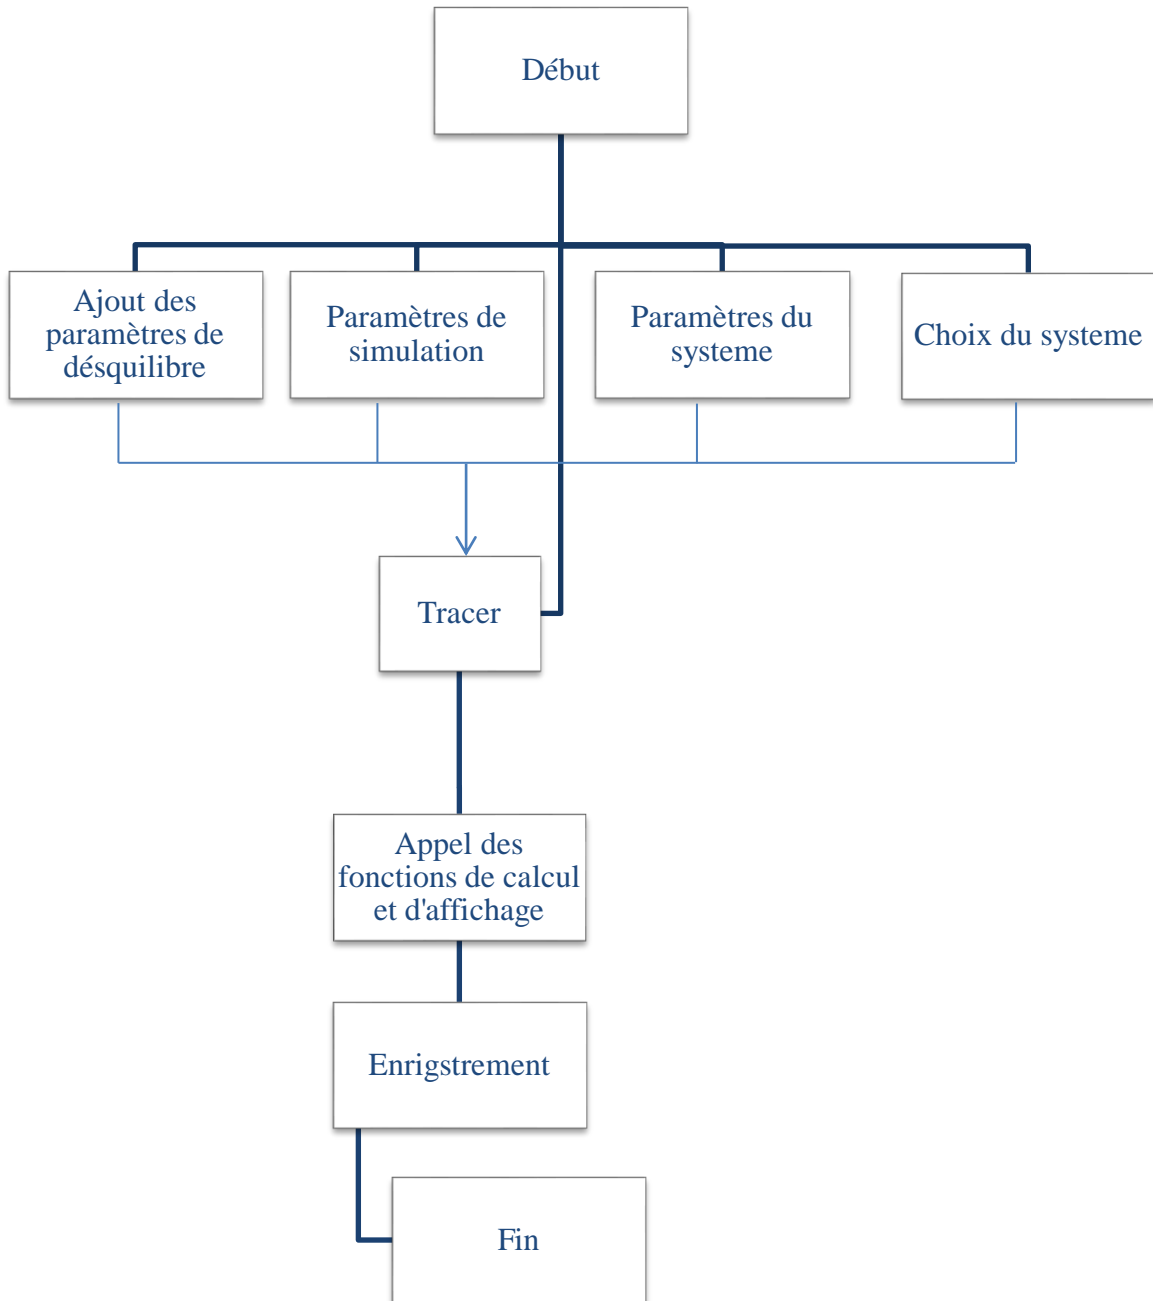 Début
Ajout des
paramètres de
désquilibre
Paramètres de
simulation
Paramètres du
systeme
Choix du systeme
Tracer
Appel des
fonctions de calcul
et d'affichage
Enrigstrement
Fin